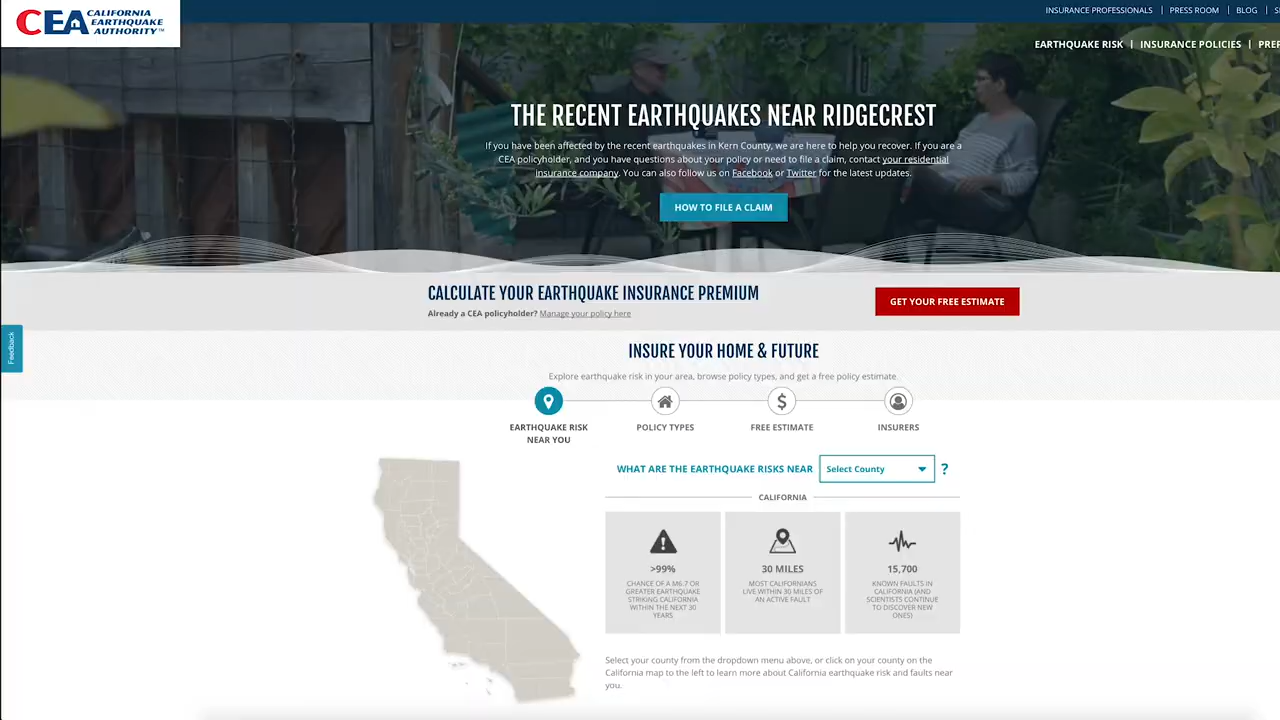 CEA CALIFORNIA
EARTHQUAKE
AUTHORITY™
INSURANCE PROFESSIONALS | PRESS ROOM | BLOG |
EARTHQUAKE RISK | INSURANCE POLICIES |
THE RECENT EARTHQUAKES NEAR RIDGECREST
If you have been affected by the recent earthquakes in Kern County, we are here to help you recover. If you are a
CEA policyholder, and you have questions about your policy or need to file a claim, contact your residential
insurance company. You can also follow us on Facebook or Twitter for the latest updates.
HOW TO FILE A CLAIM
CALCULATE YOUR EARTHQUAKE INSURANCE PREMIUM
Already a CEA policyholder? Manage your policy here
GET YOUR FREE ESTIMATE
Feedback
INSURE YOUR HOME & FUTURE
Explore earthquake risk in your area, browse policy types, and get a free policy estimate
$
EARTHQUAKE RISK
NEAR YOU
POLICY TYPES
FREE ESTIMATE
INSURERS
WHAT ARE THE EARTHQUAKE RISKS NEAR Select County ?
CALIFORNIA
>99%
CHANCE OF A M6.7 OR
GREATER EARTHQUAKE
STRIKING CALIFORNIA
WITHIN THE NEXT 30
YEARS
30 MILES
MOST CALIFORNIANS
LIVE WITHIN 30 MILES OF
AN ACTIVE FAULT
15,700
KNOWN FAULTS IN
CALIFORNIA (AND
SCIENTISTS CONTINUE
TO DISCOVER NEW
ONES)
Select your county from the dropdown menu above, or click on your county on the
California map to the left to learn more about California earthquake risk and faults near
you.